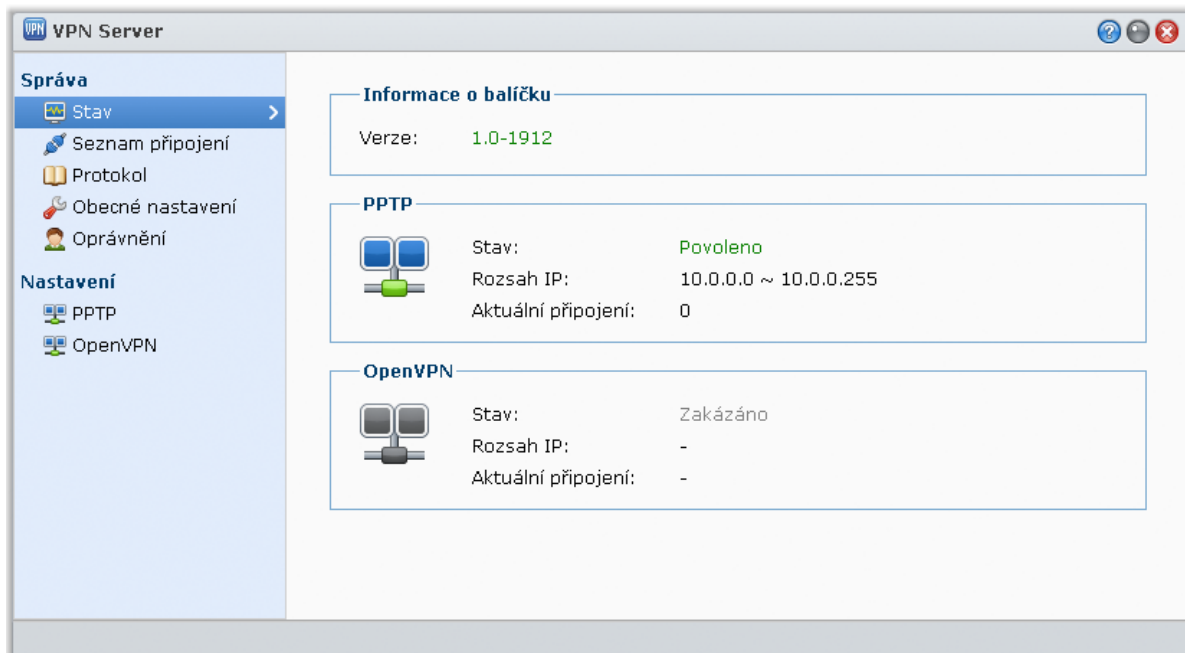 VPN VPN Server
Správa
Stav
Seznam připojení
Protokol
Obecné nastavení
Oprávnění
Nastavení
PPTP
OpenVPN
Informace o balíčku
Verze: 1.0-1912
PPTP
Stav: Povoleno
Rozsah IP: 10.0.0.0 ~ 10.0.0.255
Aktuální připojení: 0
OpenVPN
Stav: Zakázáno
Rozsah IP: -
Aktuální připojení: -